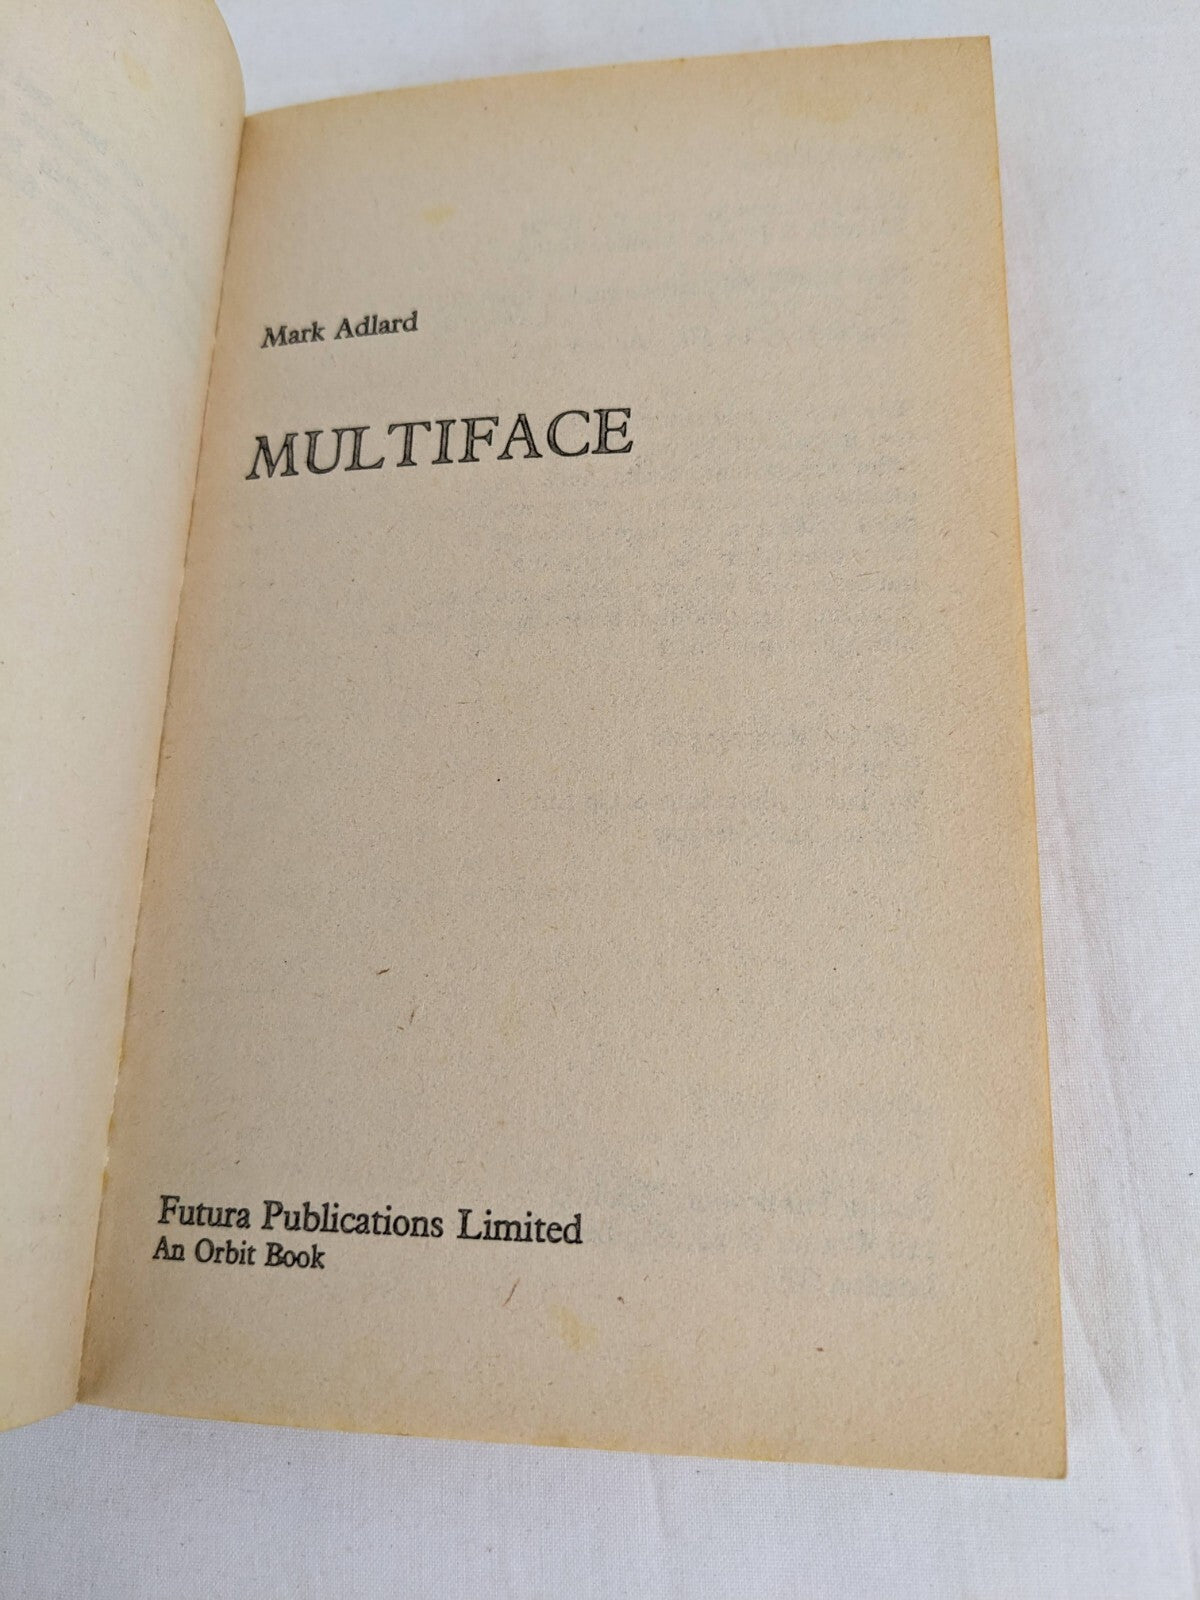 Mark Adlard
MULTIFACE
Futura Publications Limited
An Orbit Book